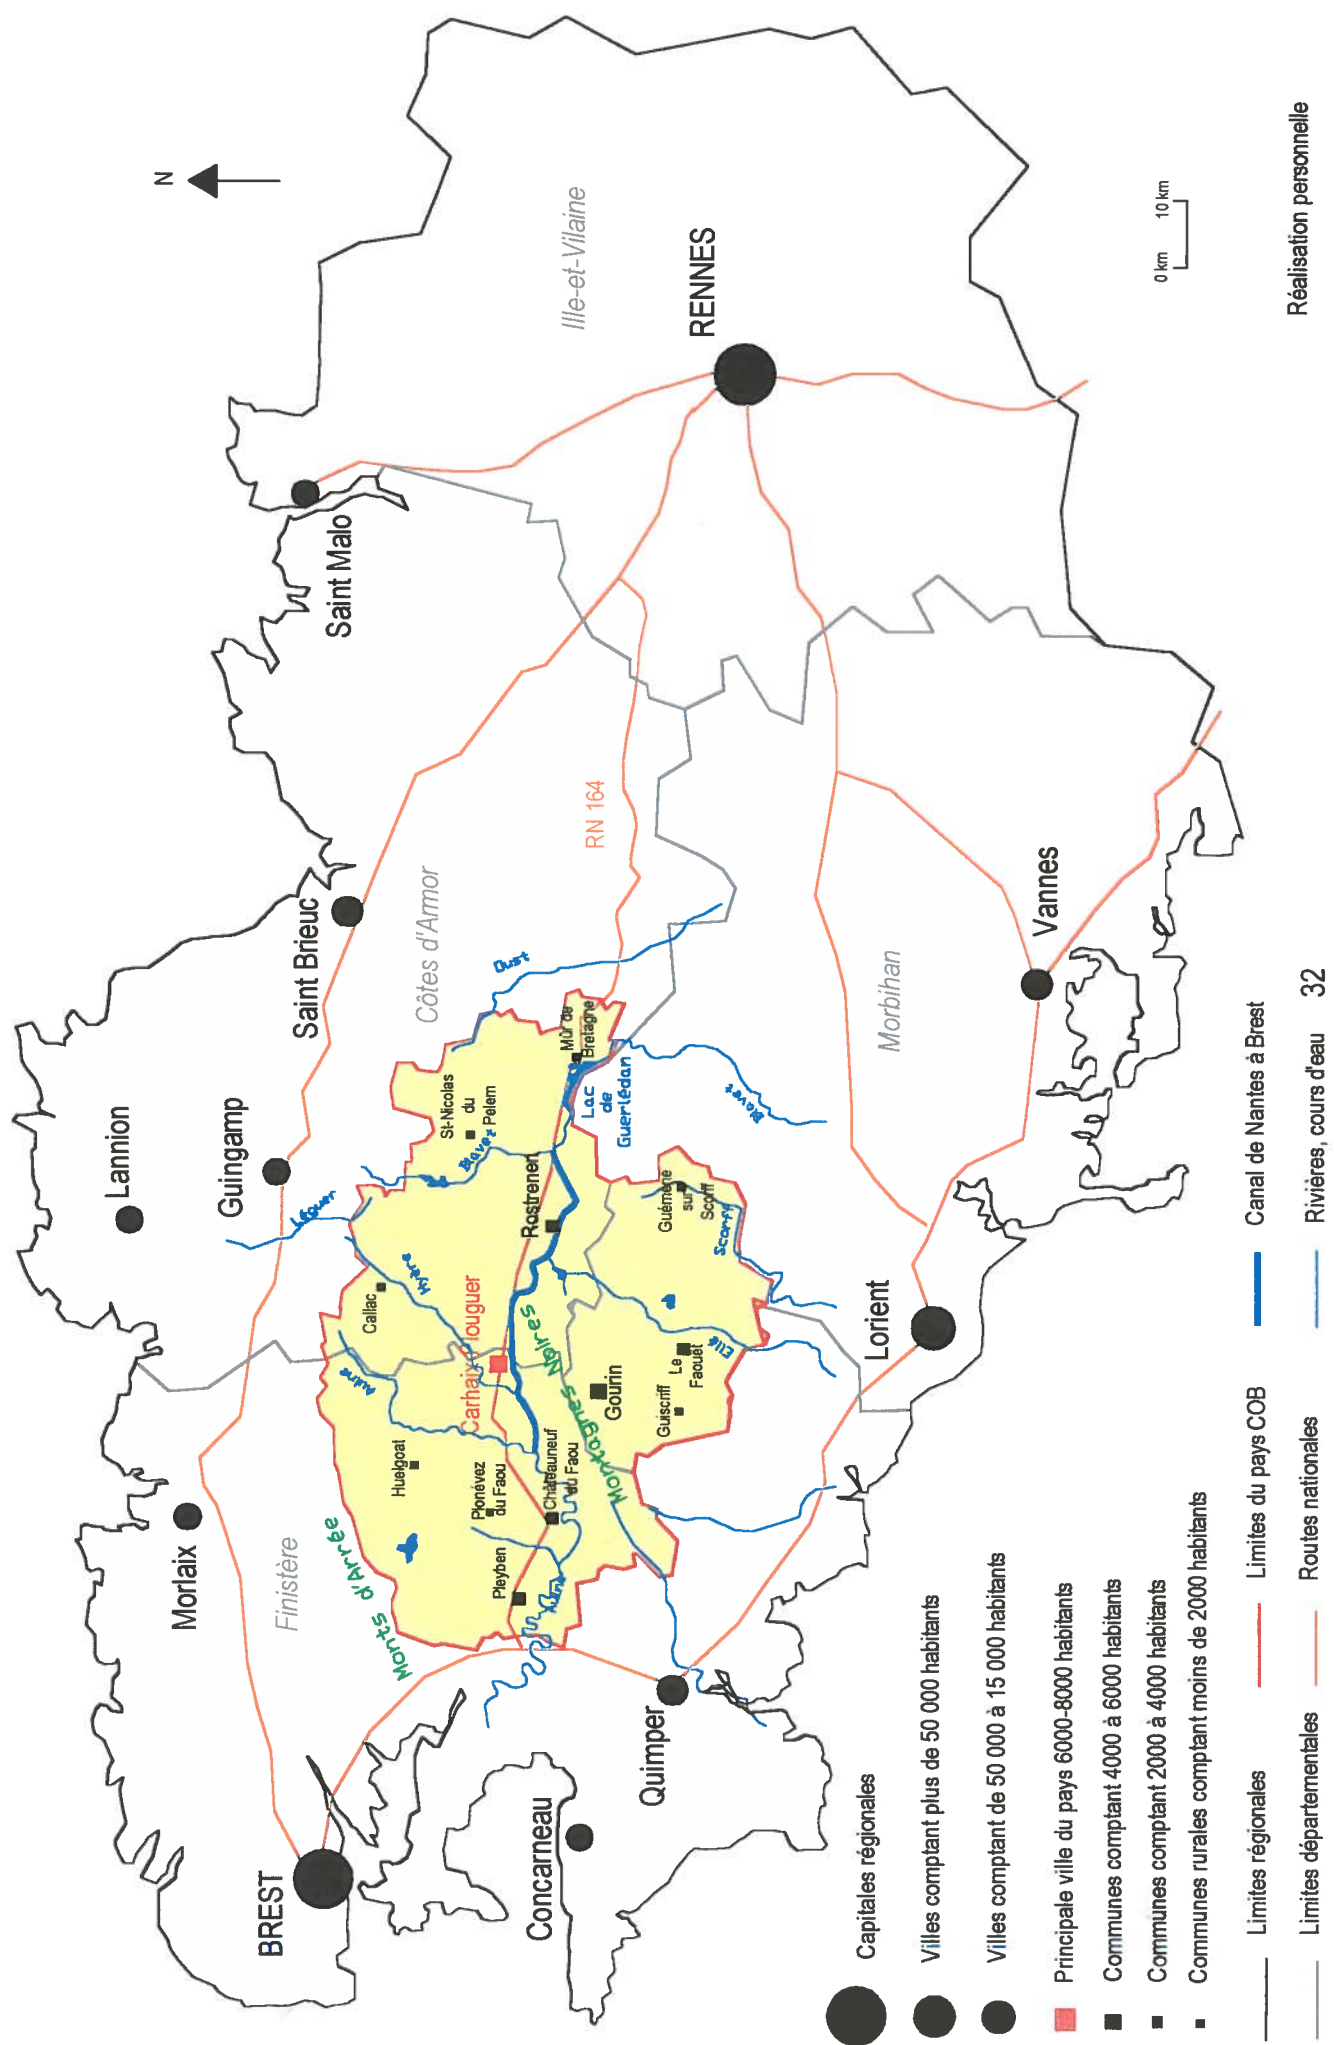 N
Lannion
Morlaix
Guingamp
Saint Brieuc
Saint Malo
BREST
Finistère
Côtes d'Armor
Ille-et-Vilaine
RENNES
Monts d'Arrée
Léguer
Callac
Hyère
Aulne
Huelgoat
St-Nicolas
du
Pelem
Blavet
Oust
RN 164
Carhaix Plouguer
Plonévez
du Faou
Pleyben
Châteauneuf
du Faou
Aulne
Rostrenen
Mûr de
Bretagne
Lac
de
Guerlédan
Montagnes Noires
Gourin
Guiscriff
Le
Faouët
Ellé
Guémené
sur
Scorff
Scorff
Blavet
Concarneau
Quimper
Lorient
Morbihan
Vannes
0 km 10 km
Capitales régionales
Villes comptant plus de 50 000 habitants
Villes comptant de 50 000 à 15 000 habitants
Principale ville du pays 6000-8000 habitants
Communes comptant 4000 à 6000 habitants
Communes comptant 2000 à 4000 habitants
Communes rurales comptant moins de 2000 habitants
Limites régionales
Limites du pays COB
Canal de Nantes à Brest
Limites départementales
Routes nationales
Rivières, cours d'eau
32
Réalisation personnelle